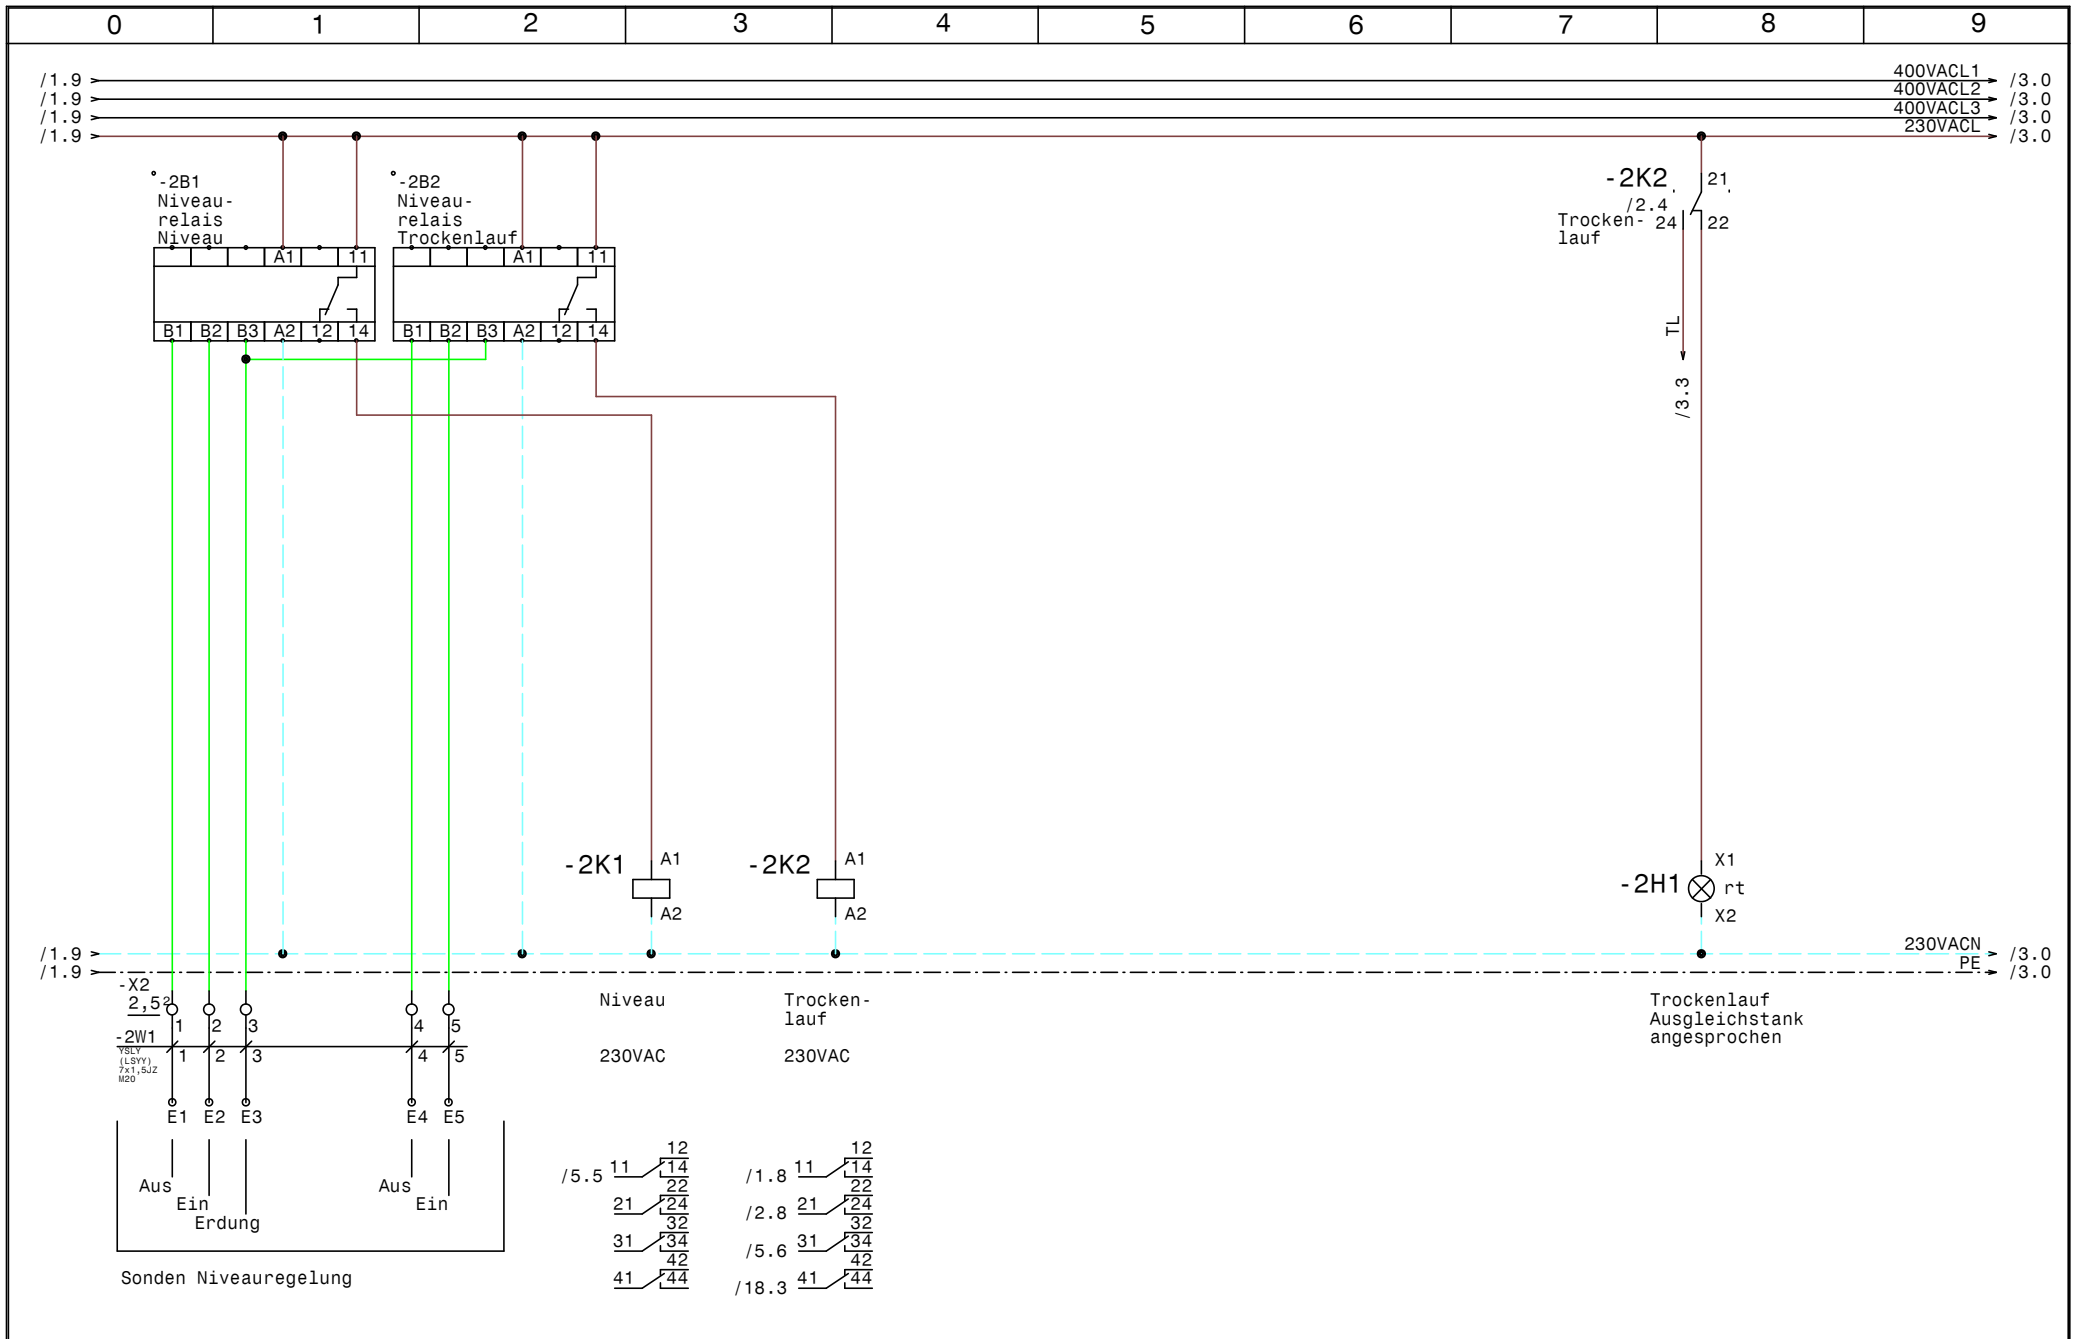 0 1 2 3 4 5 6 7 8 9
/1.9 400VACL1 /3.0
/1.9 400VACL2 /3.0
/1.9 400VACL3 /3.0
/1.9 230VACL /3.0
-2B1
Niveau-
relais
Niveau
A1 11
B1 B2 B3 A2 12 14
-2B2
Niveau-
relais
Trockenlauf
A1 11
B1 B2 B3 A2 12 14
-2K2 21
/2.4
Trocken- 24 22
lauf
TL
/3.3
-2K1 A1
A2
-2K2 A1
A2
X1
-2H1 rt
X2
/1.9 230VACN /3.0
/1.9 PE /3.0
-X2
2,5²
1 2 3 4 5
-2W1
YSLY
(LSYY)
7x1,5JZ
M20
1 2 3 4 5
E1 E2 E3 E4 E5
Aus
Ein
Erdung
Aus
Ein
Sonden Niveauregelung
Niveau
230VAC
Trocken-
lauf
230VAC
Trockenlauf
Ausgleichstank
angesprochen
12
/5.5 11 14
22
21 24
32
31 34
42
41 44
12
/1.8 11 14
22
/2.8 21 24
32
/5.6 31 34
42
/18.3 41 44